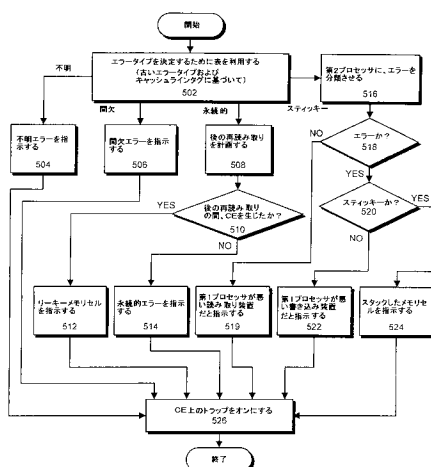 開始
エラータイプを決定するために表を利用する
(古いエラータイプおよび
キャッシュラインタグに基づいて)
502
第2プロセッサに、エラーを
分類させる
516
不明
間欠
永続的
スティッキー
不明エラーを指
示する
504
間欠エラーを指
示する
506
後の再読み取り
を計画する
508
NO
エラーか?
518
YES
スティッキーか?
520
YES
NO
YES
後の再読み取り
の間、CEを生じたか?
510
NO
リーキーメモリセル
を指示する
512
永続的エラーを指
示する
514
第1プロセッサが悪
い読み取り装置
だと指示する
519
第1プロセッサが悪
い書き込み装置
だと指示する
522
スタックしたメモリセ
ルを指示する
524
CE上のトラップをオンにする
526
終了